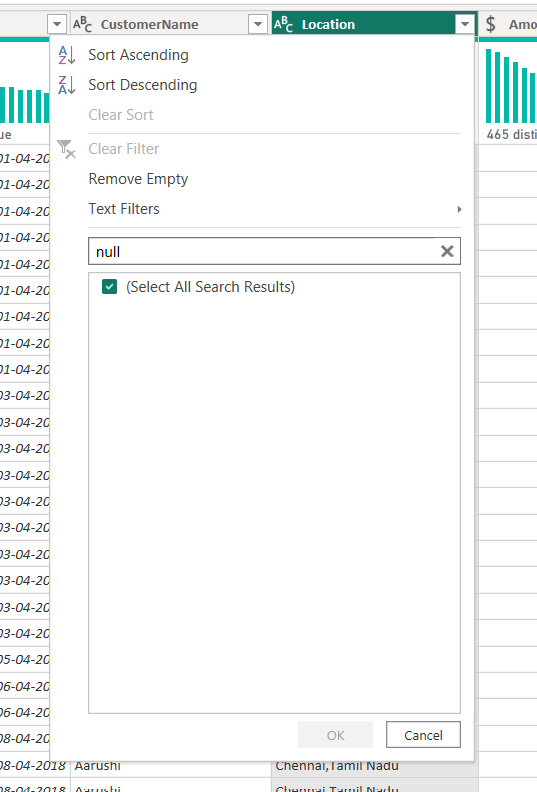 ABC CustomerName ABC Location $ Amo
Sort Ascending
Sort Descending
Clear Sort
ue
465 disti
Clear Filter
01-04-20
Remove Empty
01-04-20
Text Filters
01-04-20
01-04-20
null
01-04-20
(Select All Search Results)
01-04-20
01-04-20
01-04-20
01-04-20
03-04-20
03-04-20
03-04-20
03-04-20
03-04-20
03-04-20
03-04-20
03-04-20
03-04-20
03-04-20
05-04-20
06-04-20
06-04-20
08-04-20
OK Cancel
08-04-2018 Aarushi Chennai,Tamil Nadu
08-04-2018 Aarushi Chennai,Tamil Nadu